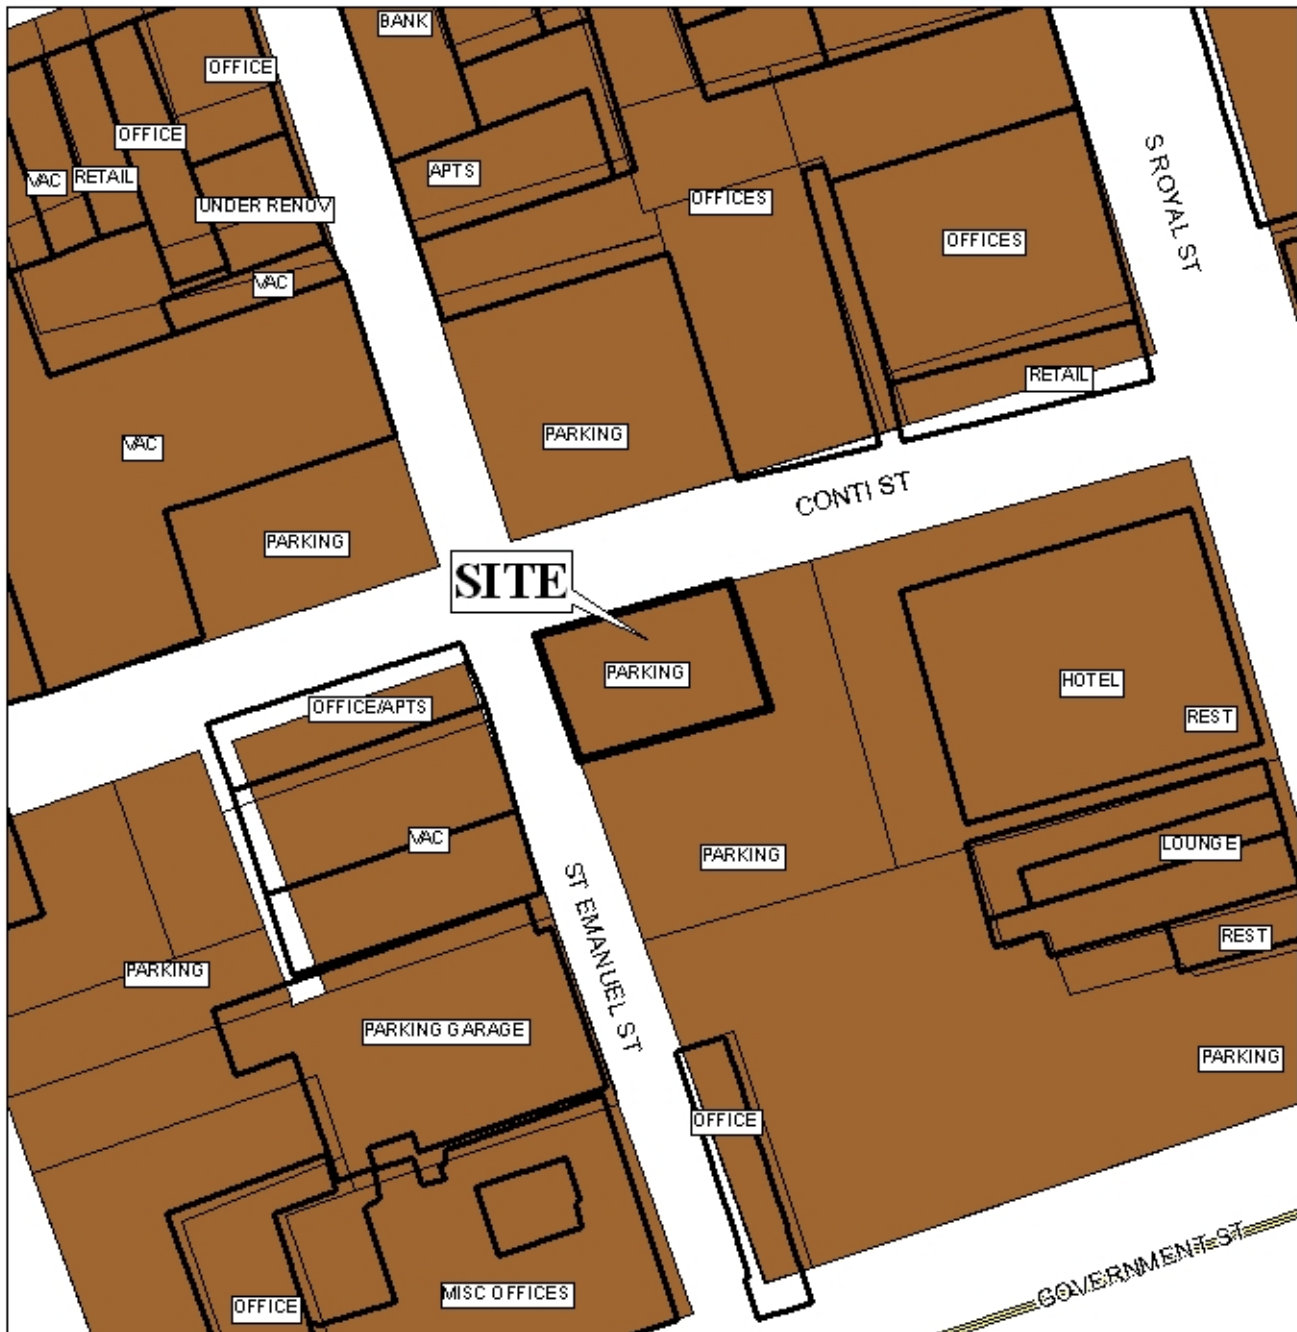 BANK
OFFICE
OFFICE
VAC
RETAIL
APTS
UNDER RENOV
OFFICES
S ROYAL ST
OFFICES
VAC
RETAIL
VAC
PARKING
CONTI ST
PARKING
SITE
PARKING
HOTEL
OFFICE/APTS
REST
VAC
PARKING
LOUNGE
ST EMANUEL ST
REST
PARKING
PARKING GARAGE
PARKING
OFFICE
GOVERNMENT ST
MISC OFFICES
OFFICE